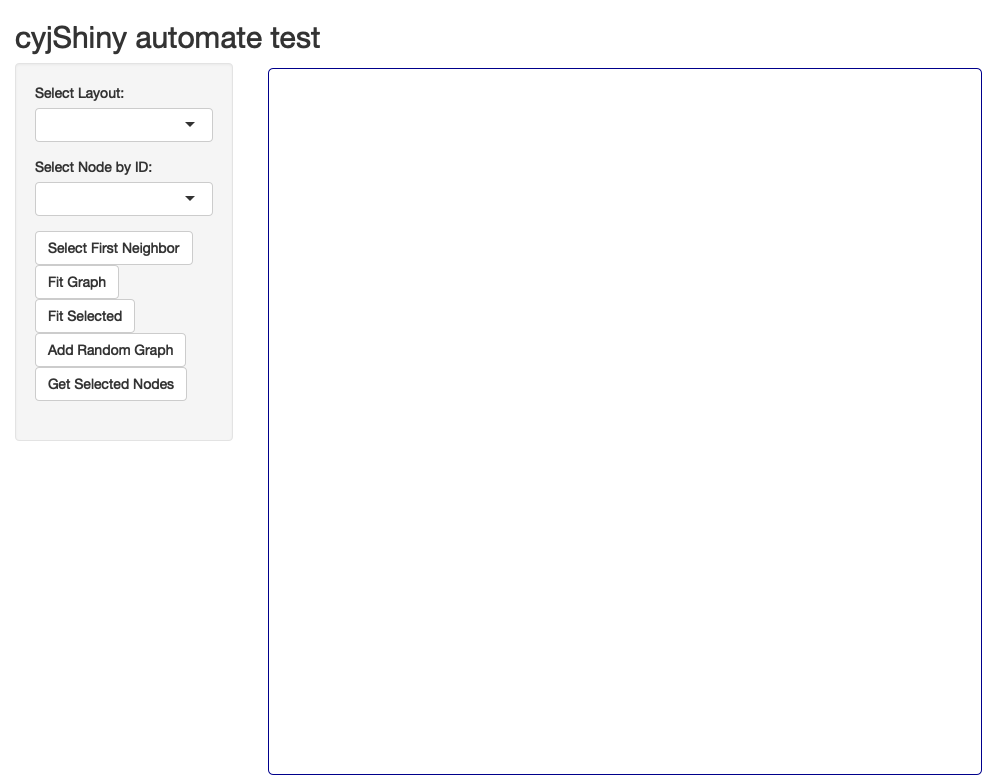 cyjShiny automate test
Select Layout:
Select Node by ID:
Select First Neighbor
Fit Graph
Fit Selected
Add Random Graph
Get Selected Nodes